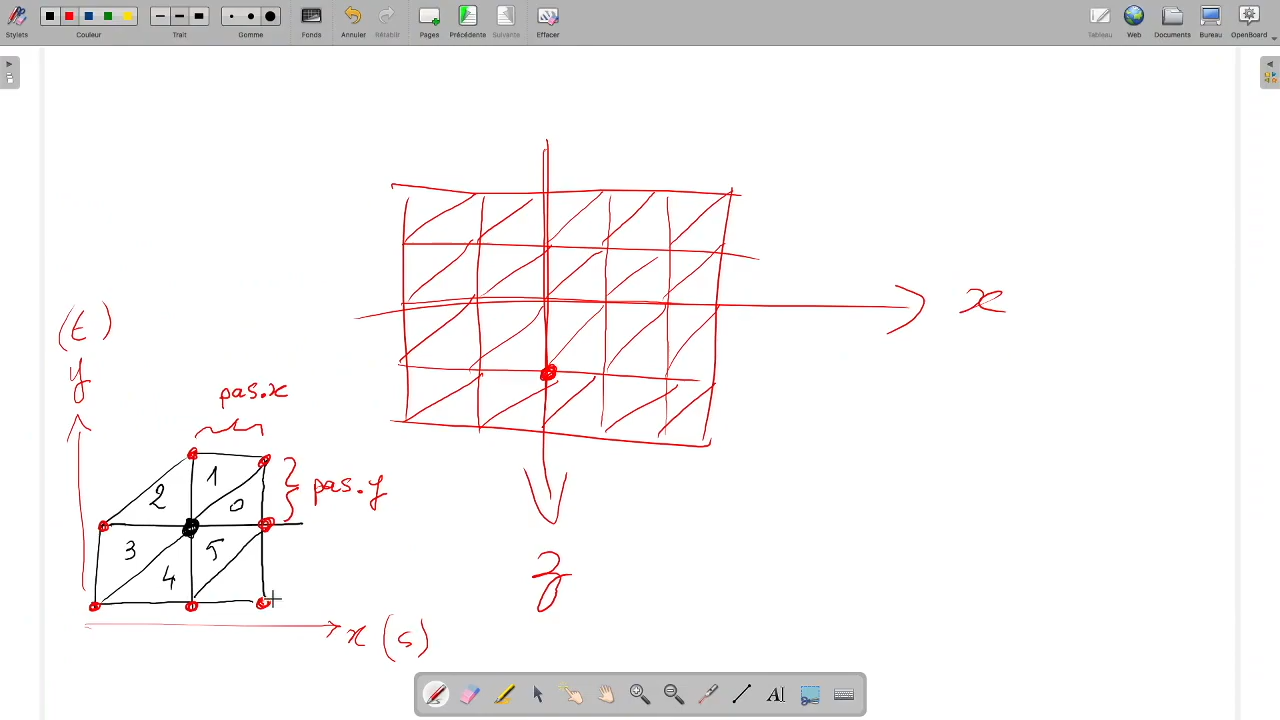 Stylets Couleur Trait Gomme Fonds Annuler Rétablir Pages Précédente Suivante Effacer Tableau Web Documents Bureau OpenBoard
x
(t)
y
pas.x
1
2
0
pas.y
3
5
4
z
x (s)
AI